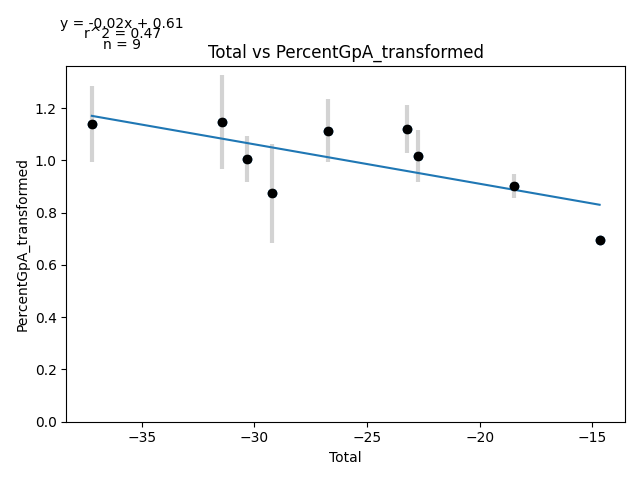 y = -0.02x + 0.61
r^2 = 0.47
n = 9
Total vs PercentGpA_transformed
PercentGpA_transformed
1.2
1.0
0.8
0.6
0.4
0.2
0.0
−35
−30
−25
−20
−15
Total